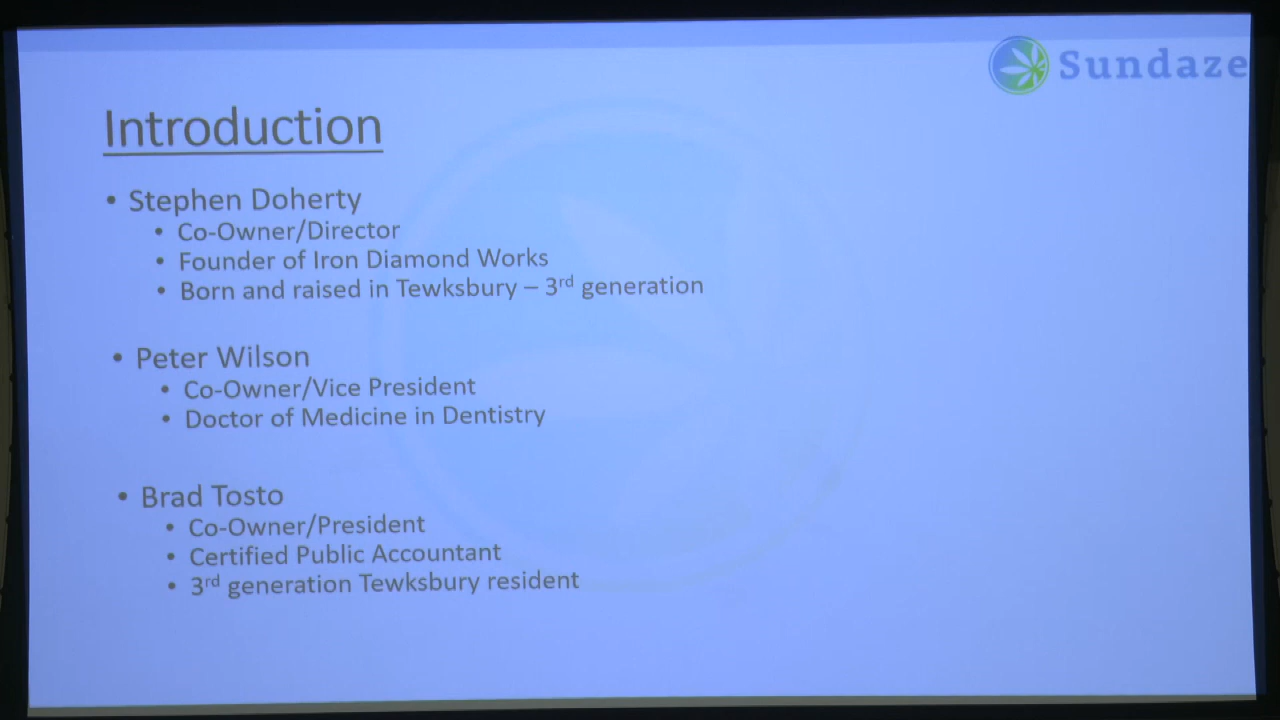 Sundaze
Introduction
• Stephen Doherty
• Co-Owner/Director
• Founder of Iron Diamond Works
• Born and raised in Tewksbury – 3rd generation
• Peter Wilson
• Co-Owner/Vice President
• Doctor of Medicine in Dentistry
• Brad Tosto
• Co-Owner/President
• Certified Public Accountant
• 3rd generation Tewksbury resident